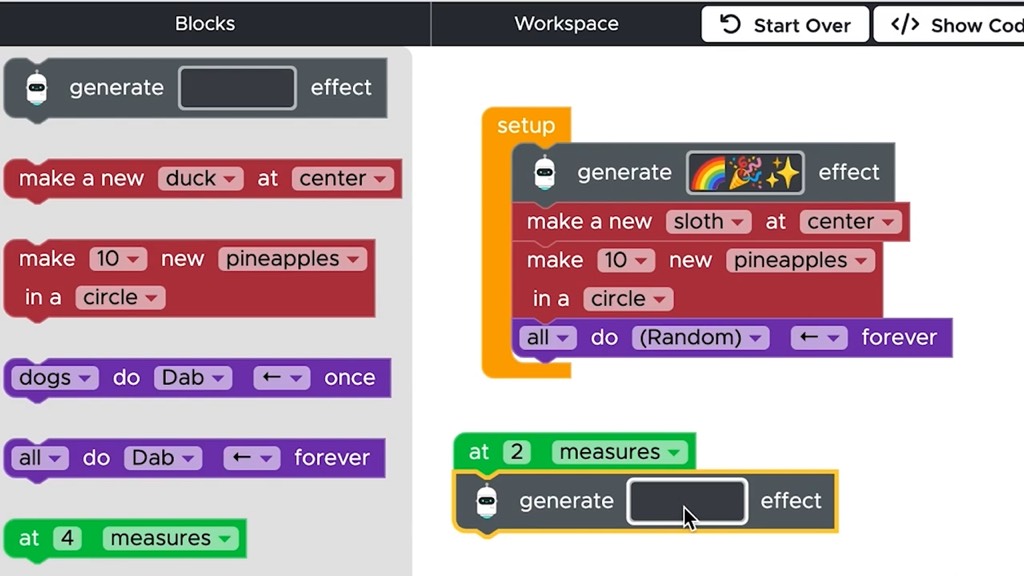 Blocks
Workspace
Start Over
</> Show Cod
generate effect
make a new duck at center
make 10 new pineapples
in a circle
dogs do Dab ← once
all do Dab ← forever
at 4 measures
setup
generate 🌈🎉✨ effect
make a new sloth at center
make 10 new pineapples
in a circle
all do (Random) ← forever
at 2 measures
generate effect